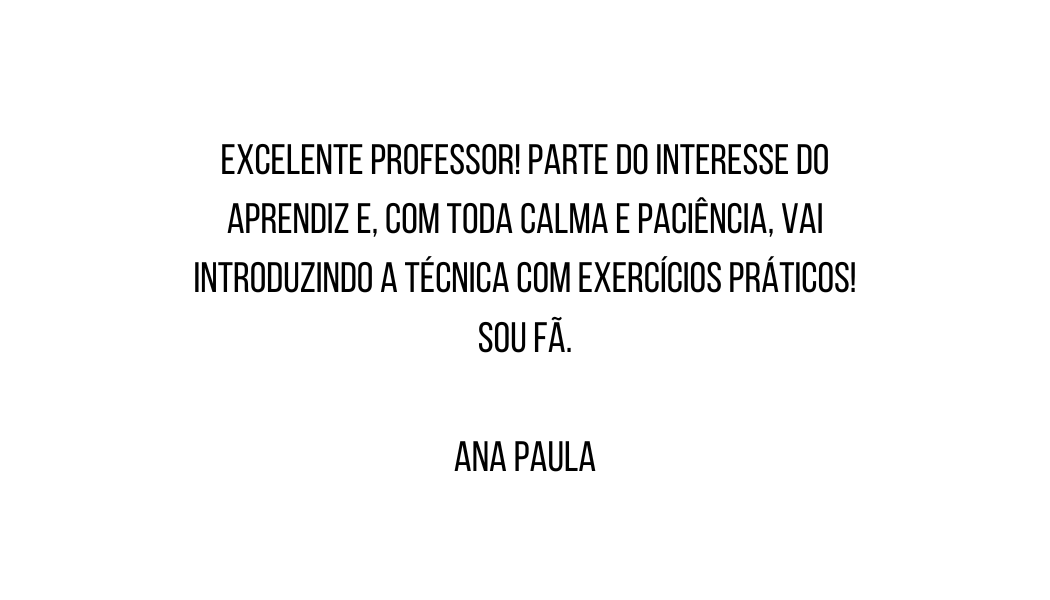 EXCELENTE PROFESSOR! PARTE DO INTERESSE DO
APRENDIZ E, COM TODA CALMA E PACIÊNCIA, VAI
INTRODUZINDO A TÉCNICA COM EXERCÍCIOS PRÁTICOS!
SOU FÃ.
ANA PAULA